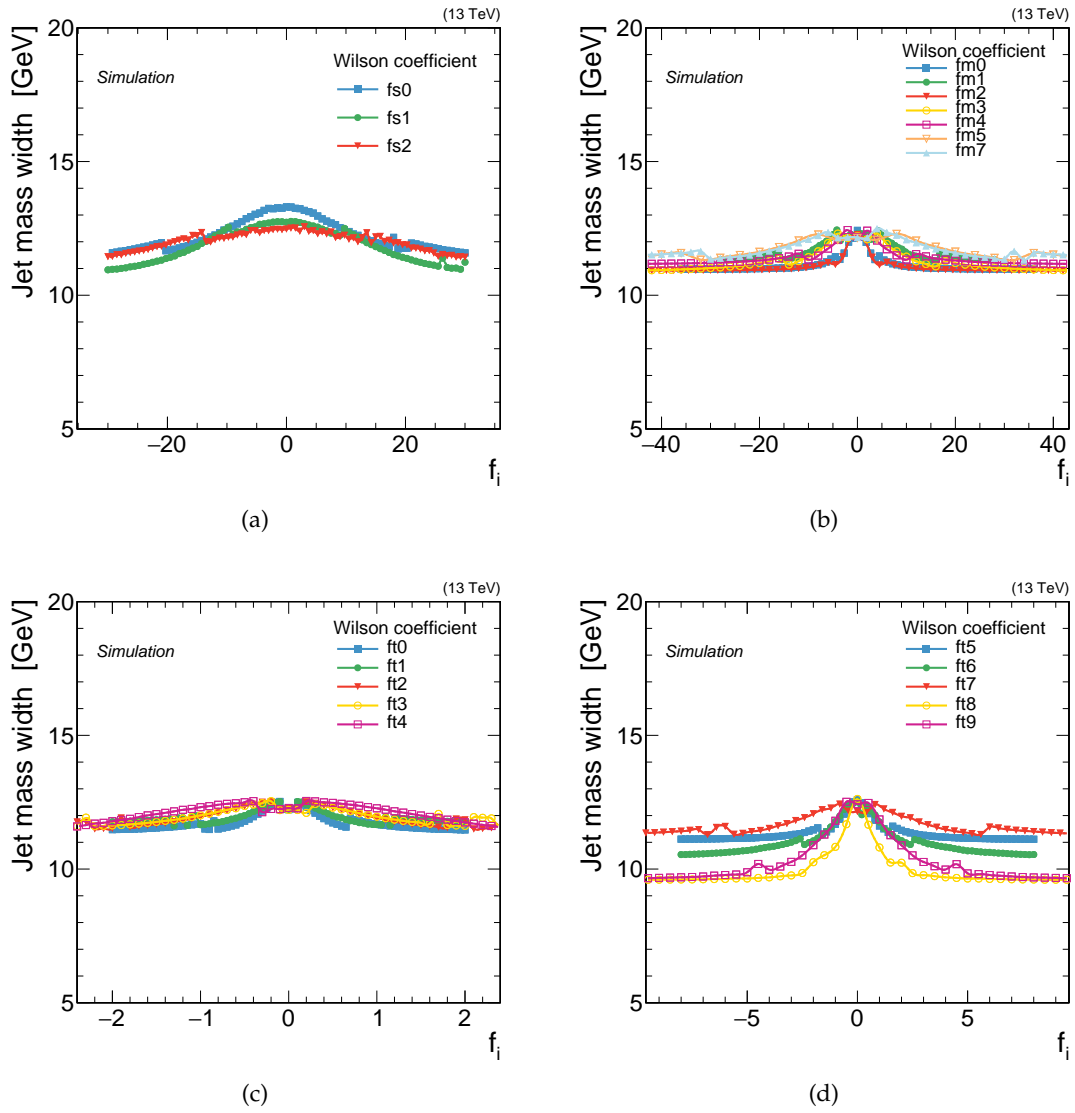 (13 TeV)
Jet mass width [GeV]
20
15
10
5
Simulation
Wilson coefficient
fs0
fs1
fs2
−20
0
20
f_i
(a)
(13 TeV)
Jet mass width [GeV]
20
15
10
5
Simulation
Wilson coefficient
fm0
fm1
fm2
fm3
fm4
fm5
fm7
−40
−20
0
20
40
f_i
(b)
(13 TeV)
Jet mass width [GeV]
20
15
10
5
Simulation
Wilson coefficient
ft0
ft1
ft2
ft3
ft4
−2
−1
0
1
2
f_i
(c)
(13 TeV)
Jet mass width [GeV]
20
15
10
5
Simulation
Wilson coefficient
ft5
ft6
ft7
ft8
ft9
−5
0
5
f_i
(d)